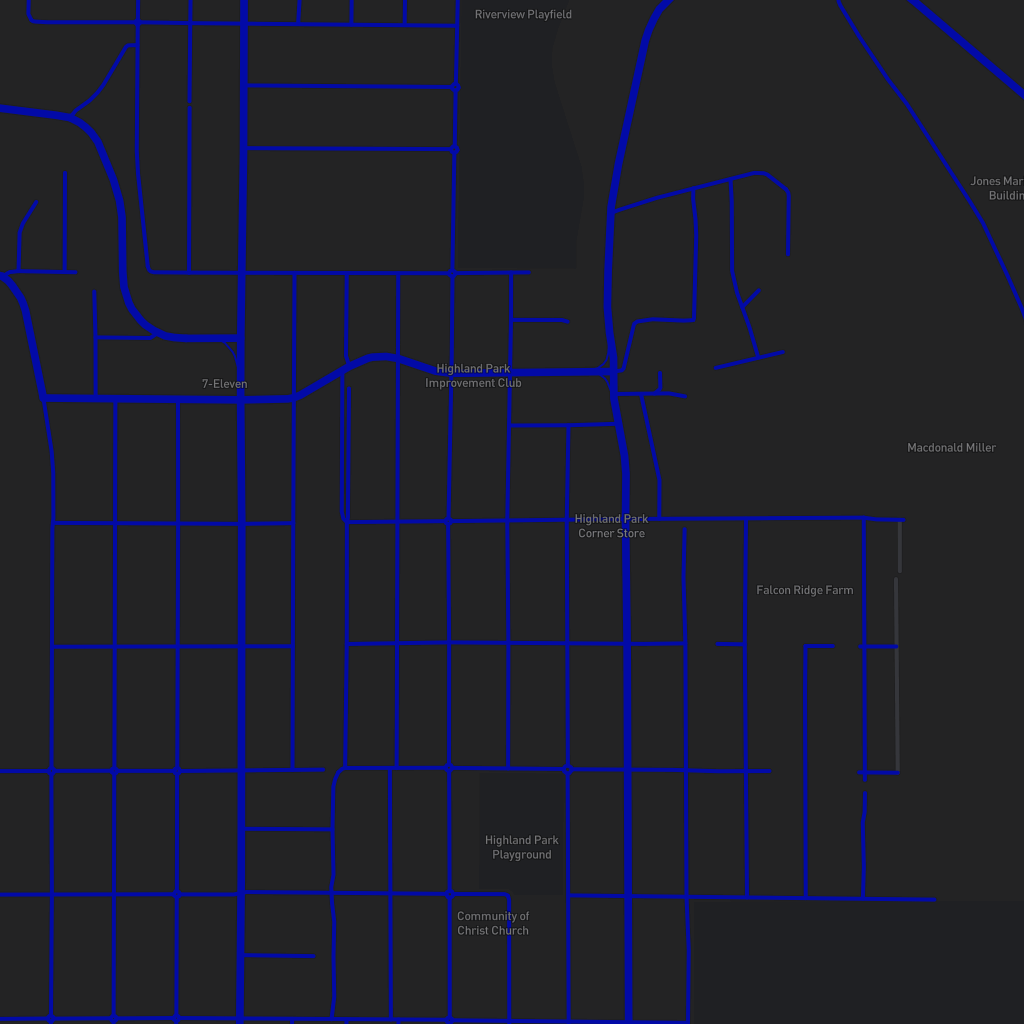 Riverview Playfield
Jones Mar
Buildin
Highland Park
Improvement Club
7-Eleven
Macdonald Miller
Highland Park
Corner Store
Falcon Ridge Farm
Highland Park
Playground
Community of
Christ Church